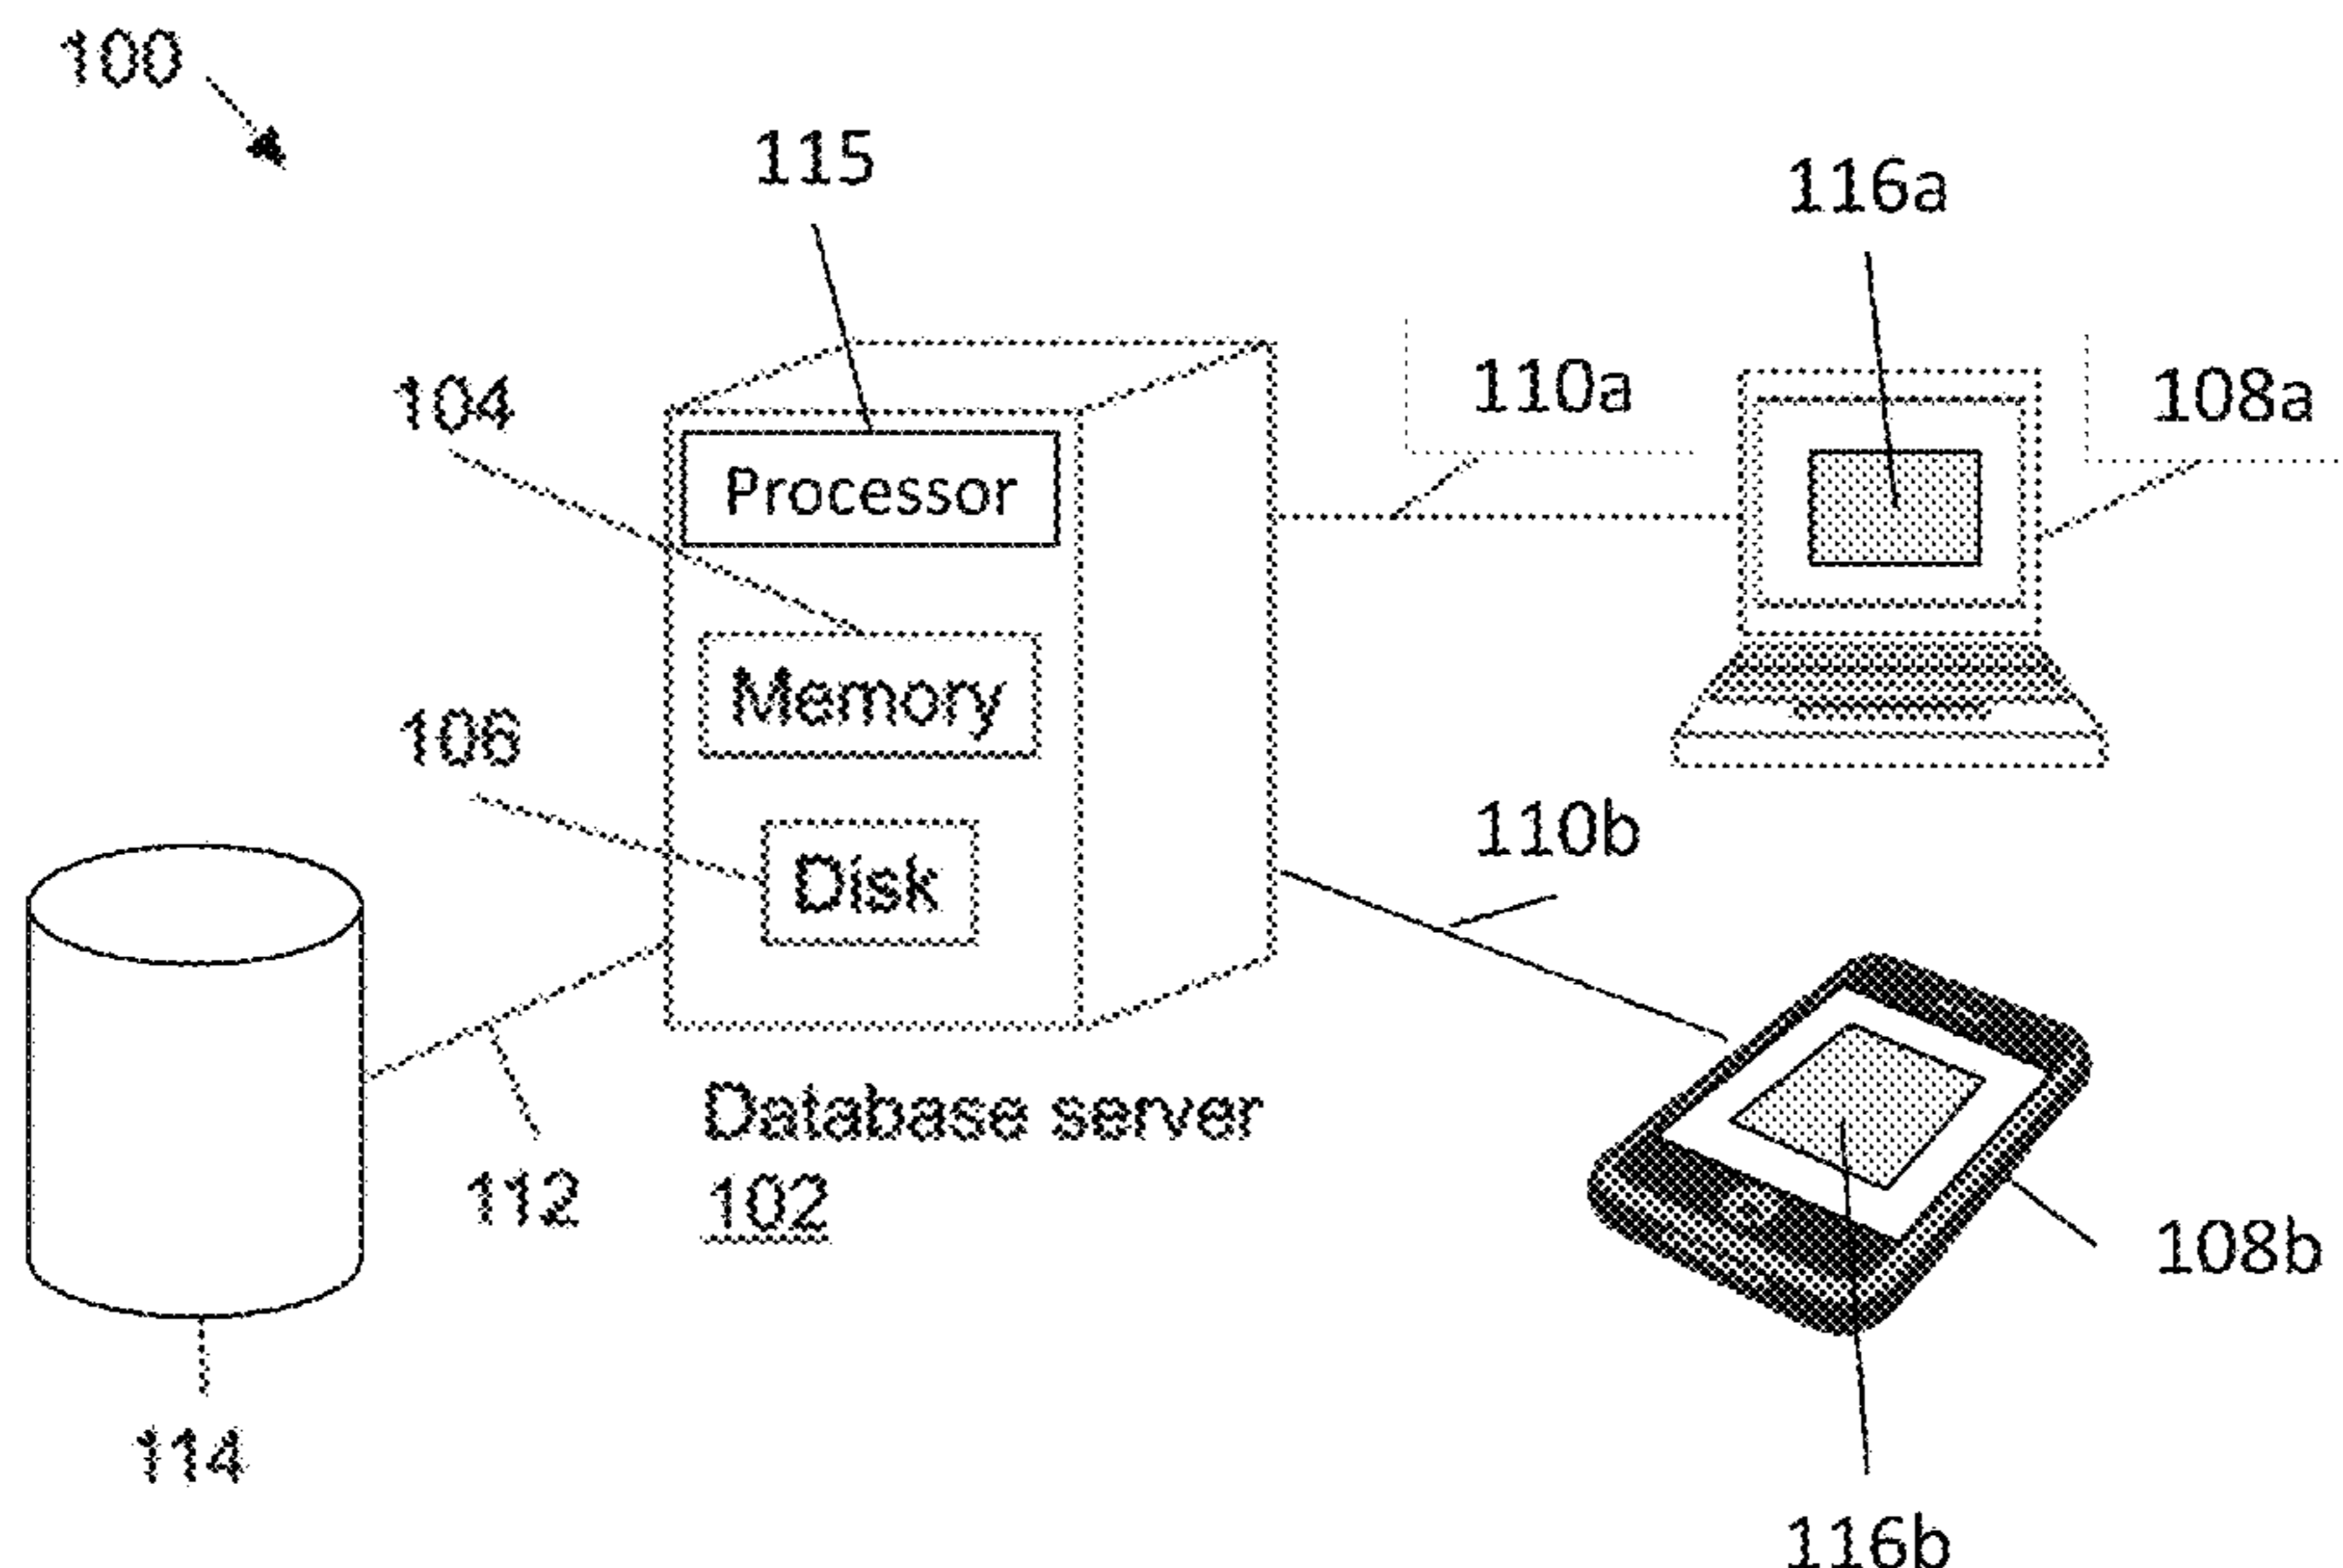 100
115
116a
110a
108a
104
Processor
Memory
106
110b
Disk
Database server
112
102
108b
114
116b